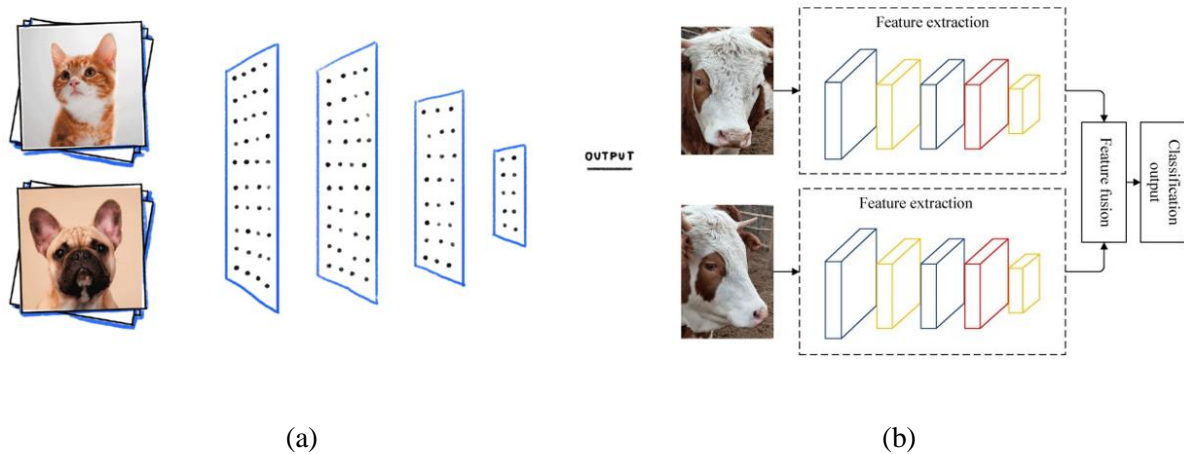 OUTPUT
Feature extraction
Feature extraction
Feature fusion
Classification
output
(a)
(b)